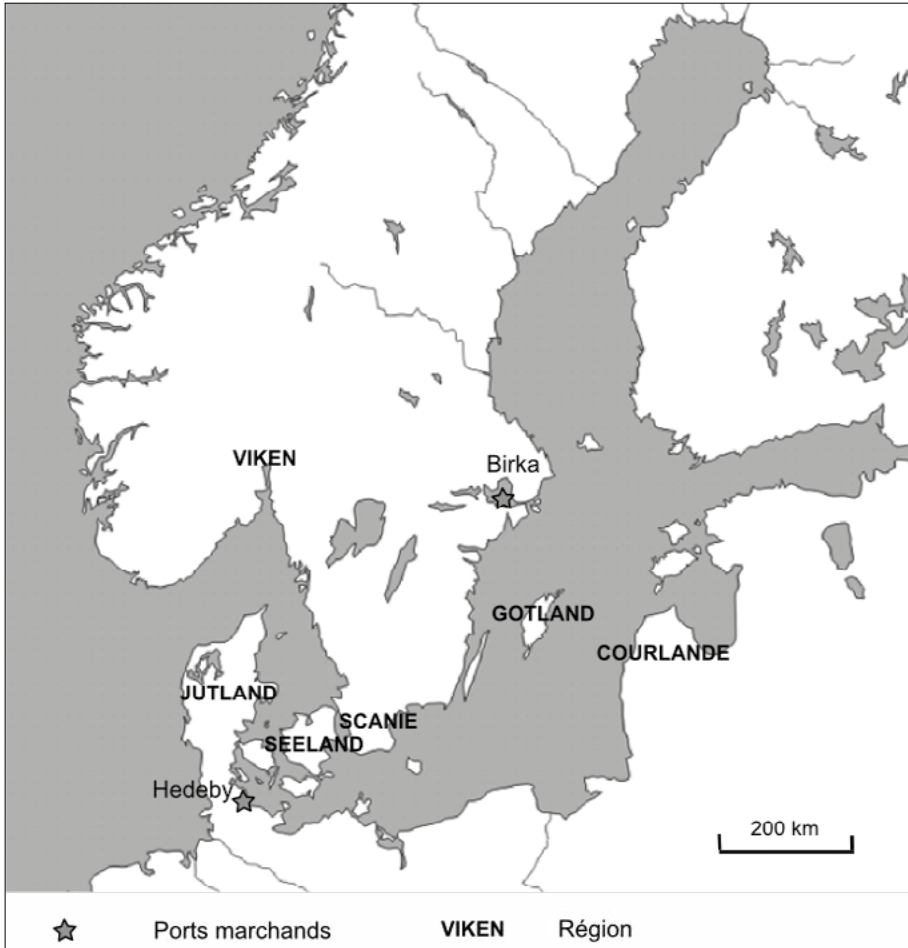 VIKEN
Birka
GOTLAND
COURLANDE
JUTLAND
SCANIE
SEELAND
Hedeby
200 km
Ports marchands
VIKEN
Région